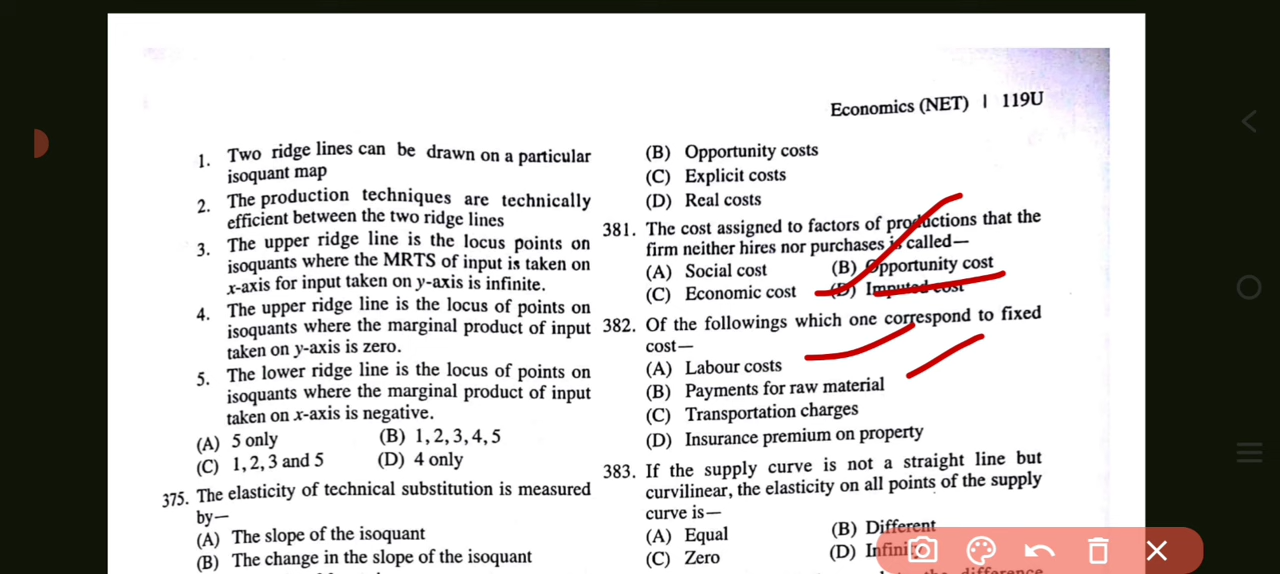 Economics (NET) | 119U
1. Two ridge lines can be drawn on a particular
isoquant map
2. The production techniques are technically
efficient between the two ridge lines
3. The upper ridge line is the locus points on
isoquants where the MRTS of input is taken on
x-axis for input taken on y-axis is infinite.
4. The upper ridge line is the locus of points on
isoquants where the marginal product of input
taken on y-axis is zero.
5. The lower ridge line is the locus of points on
isoquants where the marginal product of input
taken on x-axis is negative.
(A) 5 only (B) 1, 2, 3, 4, 5
(C) 1, 2, 3 and 5 (D) 4 only
375. The elasticity of technical substitution is measured
by—
(A) The slope of the isoquant
(B) The change in the slope of the isoquant
(B) Opportunity costs
(C) Explicit costs
(D) Real costs
381. The cost assigned to factors of productions that the
firm neither hires nor purchases is called—
(A) Social cost (B) Opportunity cost
(C) Economic cost (D) Imputed cost
382. Of the followings which one correspond to fixed
cost—
(A) Labour costs
(B) Payments for raw material
(C) Transportation charges
(D) Insurance premium on property
383. If the supply curve is not a straight line but
curvilinear, the elasticity on all points of the supply
curve is—
(A) Equal (B) Different
(C) Zero (D)
difference